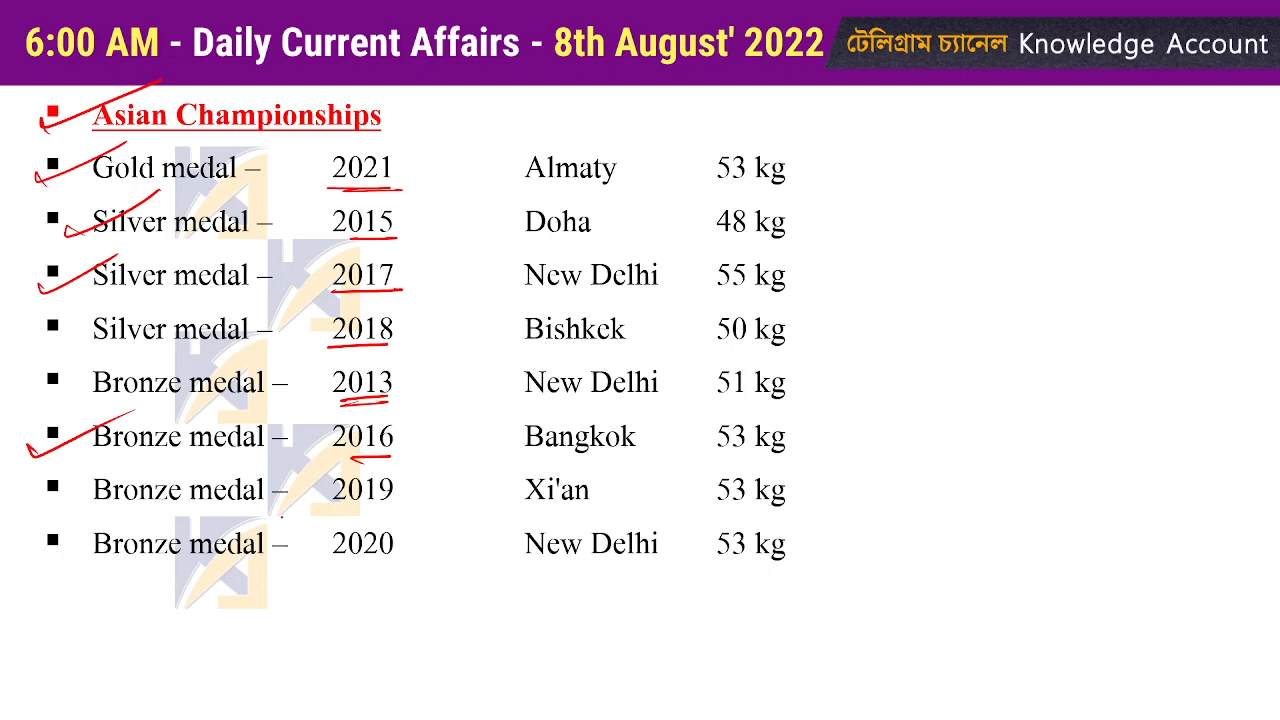 6:00 AM - Daily Current Affairs - 8th August' 2022 টেলিগ্রাম চ্যানেল Knowledge Account
▪ Asian Championships
▪ Gold medal – 2021 Almaty 53 kg
▪ Silver medal – 2015 Doha 48 kg
▪ Silver medal – 2017 New Delhi 55 kg
▪ Silver medal – 2018 Bishkek 50 kg
▪ Bronze medal – 2013 New Delhi 51 kg
▪ Bronze medal – 2016 Bangkok 53 kg
▪ Bronze medal – 2019 Xi'an 53 kg
▪ Bronze medal – 2020 New Delhi 53 kg